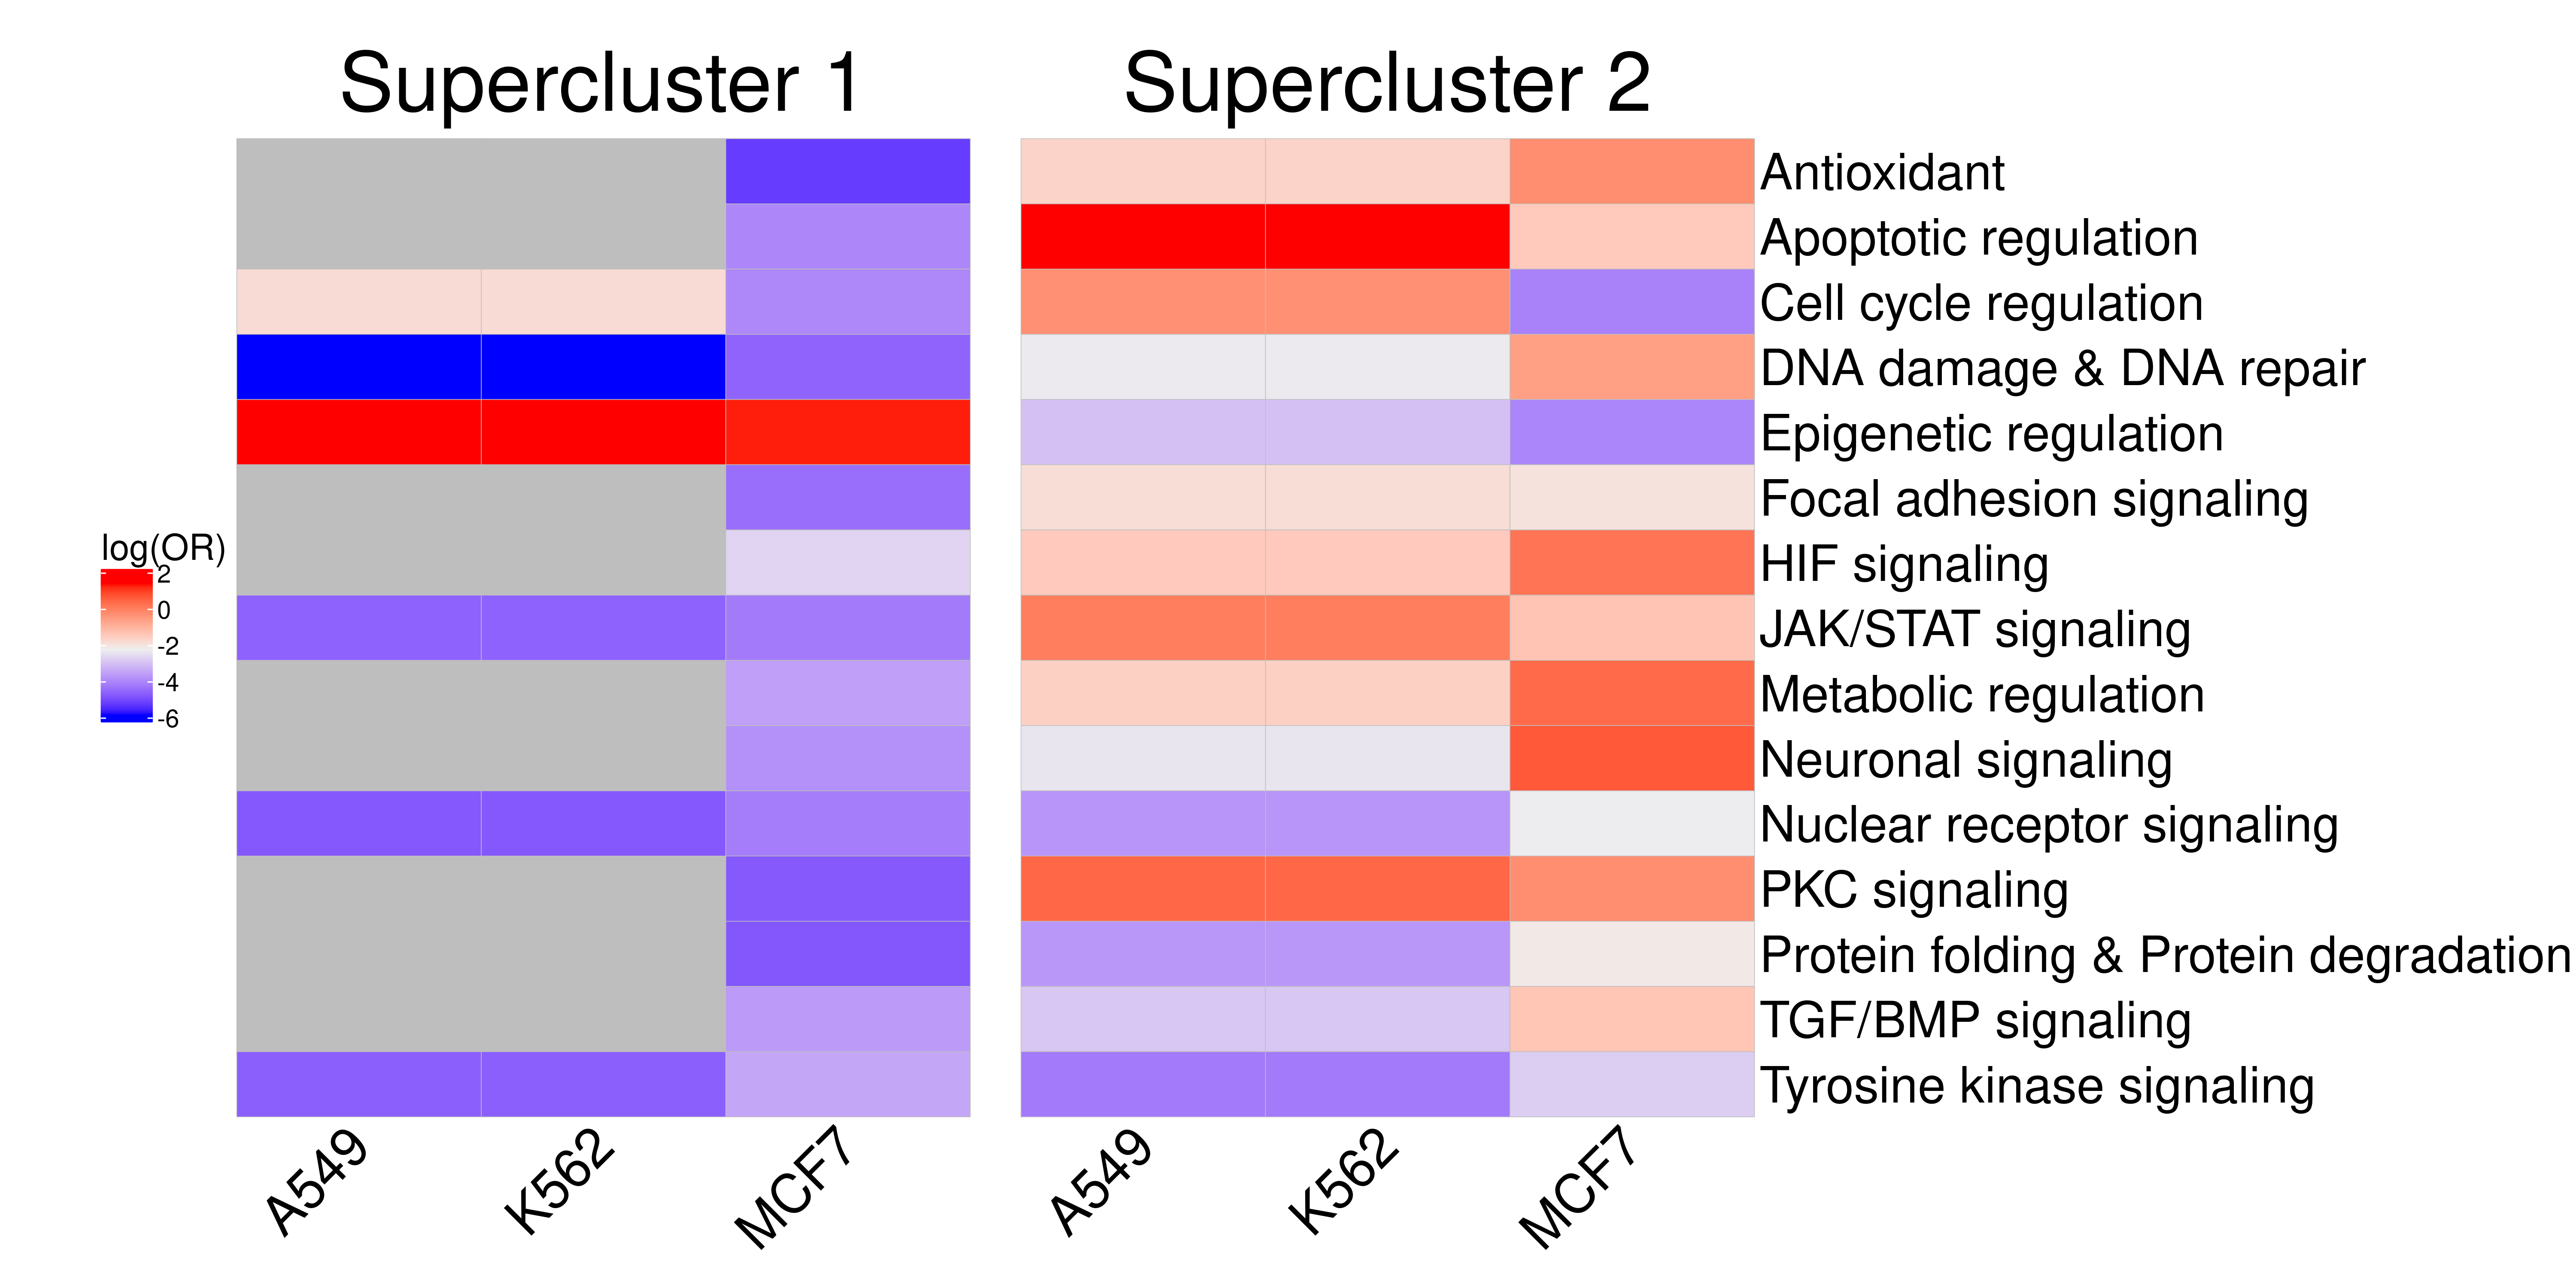 Supercluster 1
Supercluster 2
Antioxidant
Apoptotic regulation
Cell cycle regulation
DNA damage & DNA repair
Epigenetic regulation
Focal adhesion signaling
HIF signaling
JAK/STAT signaling
Metabolic regulation
Neuronal signaling
Nuclear receptor signaling
PKC signaling
Protein folding & Protein degradation
TGF/BMP signaling
Tyrosine kinase signaling
log(OR)
2
0
-2
-4
-6
A549
K562
MCF7
A549
K562
MCF7